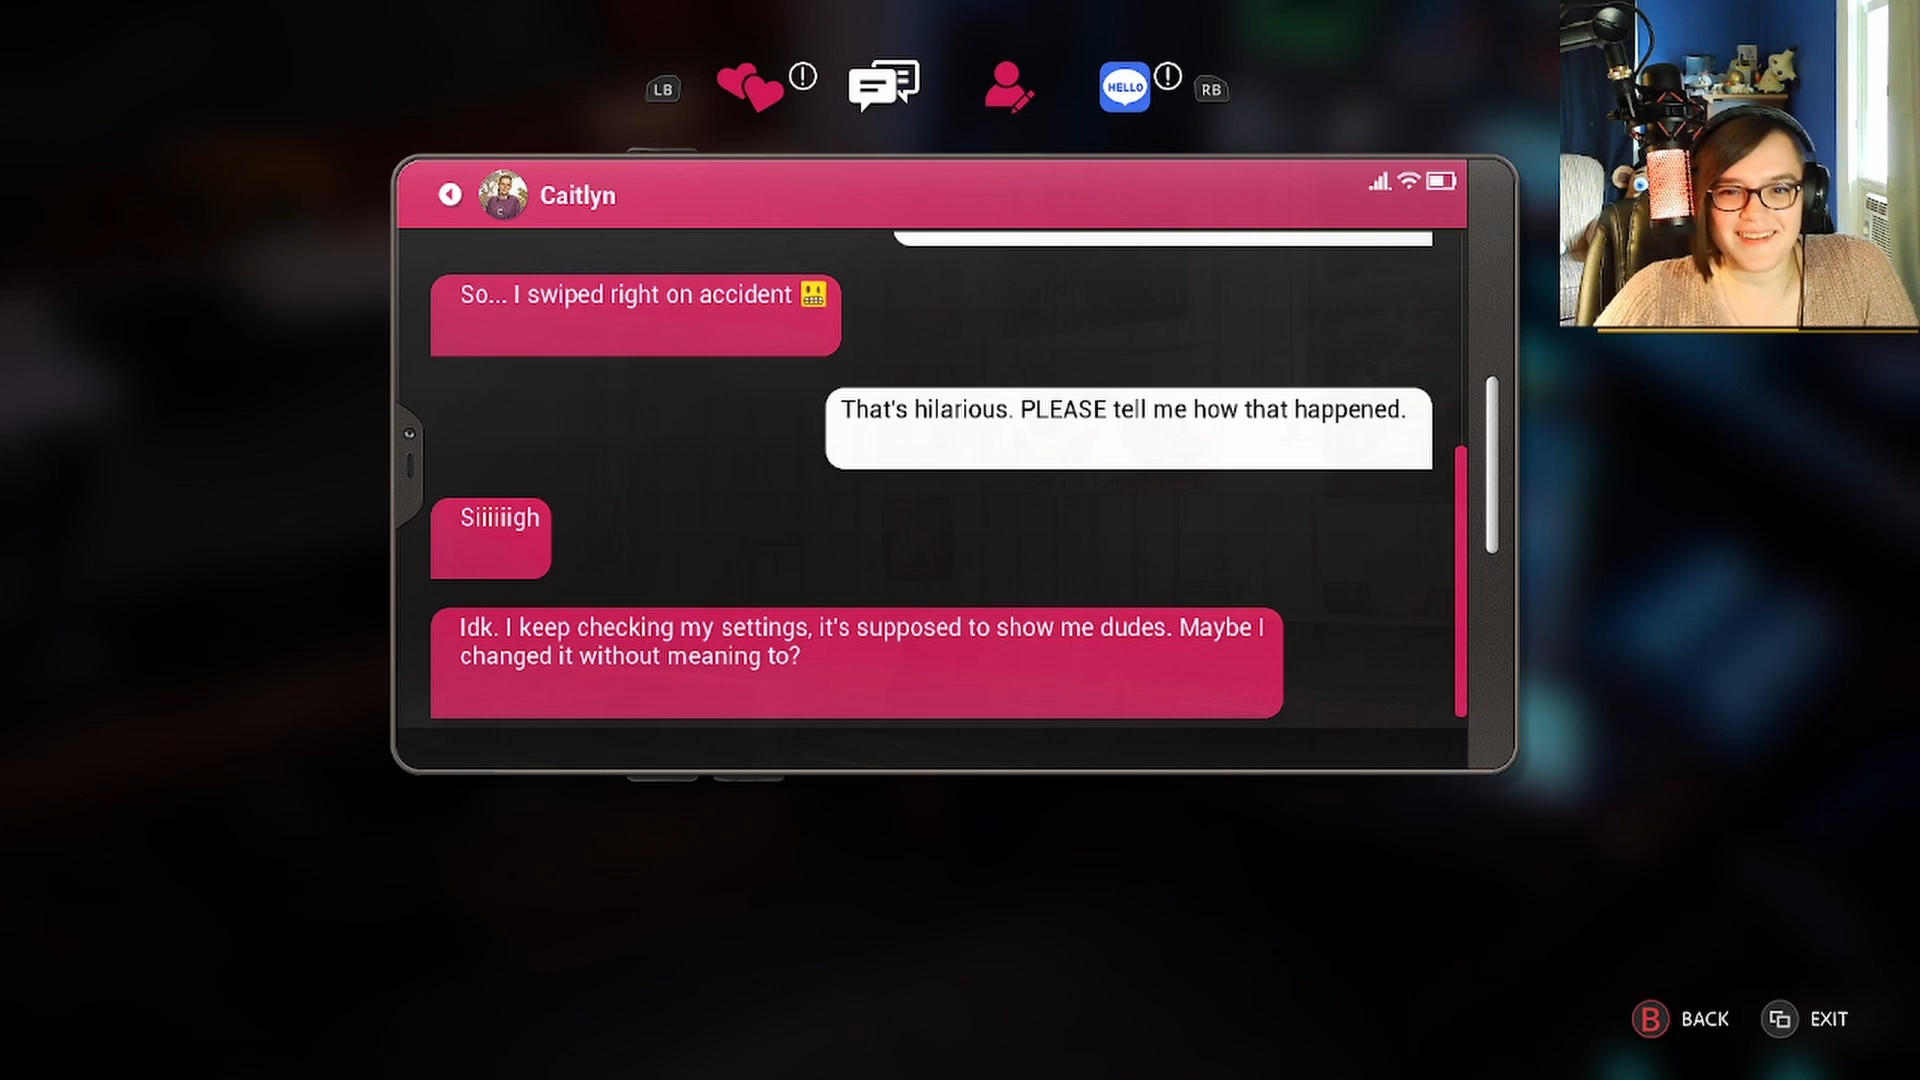 LB
HELLO
RB
Caitlyn
So... I swiped right on accident 😬
That's hilarious. PLEASE tell me how that happened.
Siiiiiigh
Idk. I keep checking my settings, it's supposed to show me dudes. Maybe I
changed it without meaning to?
B BACK
EXIT